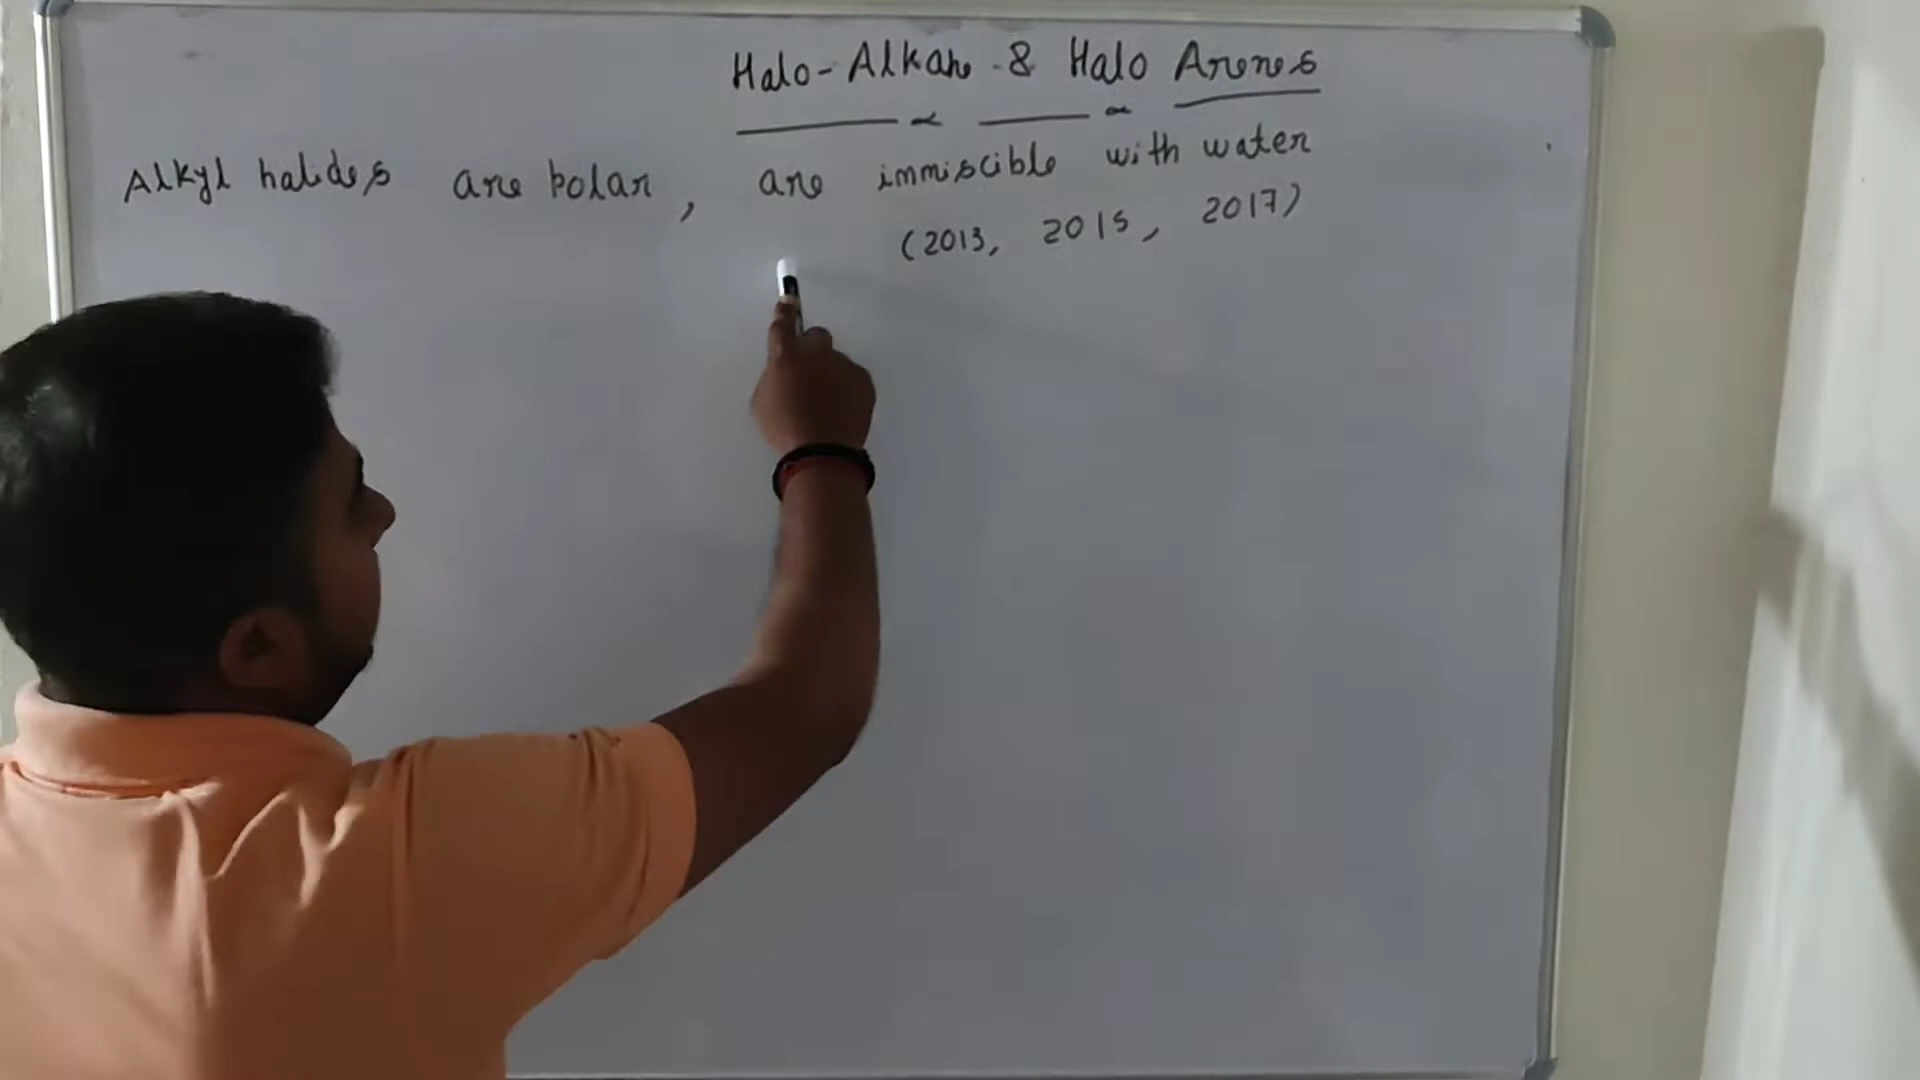 Halo-Alkane & Halo Arenes
Alkyl halides are polar, are immiscible with water
(2013, 2015, 2017)